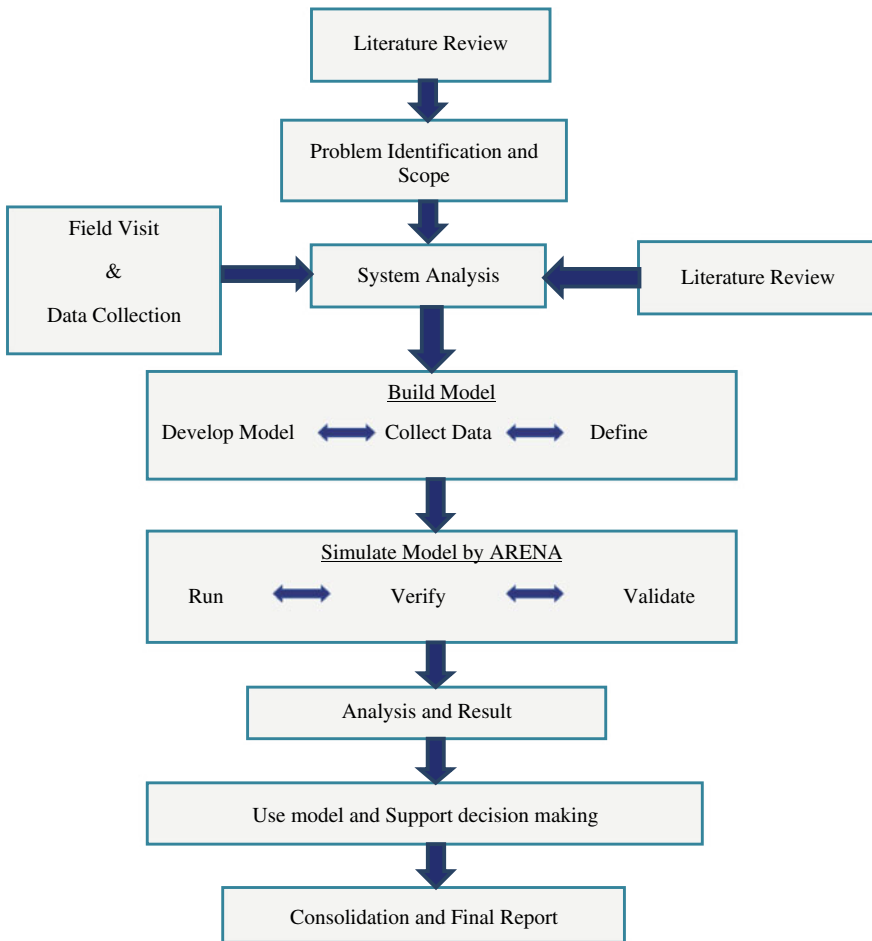 Literature Review
Problem Identification and
Scope
Field Visit
&
Data Collection
System Analysis
Literature Review
Build Model
Develop Model Collect Data Define
Simulate Model by ARENA
Run Verify Validate
Analysis and Result
Use model and Support decision making
Consolidation and Final Report